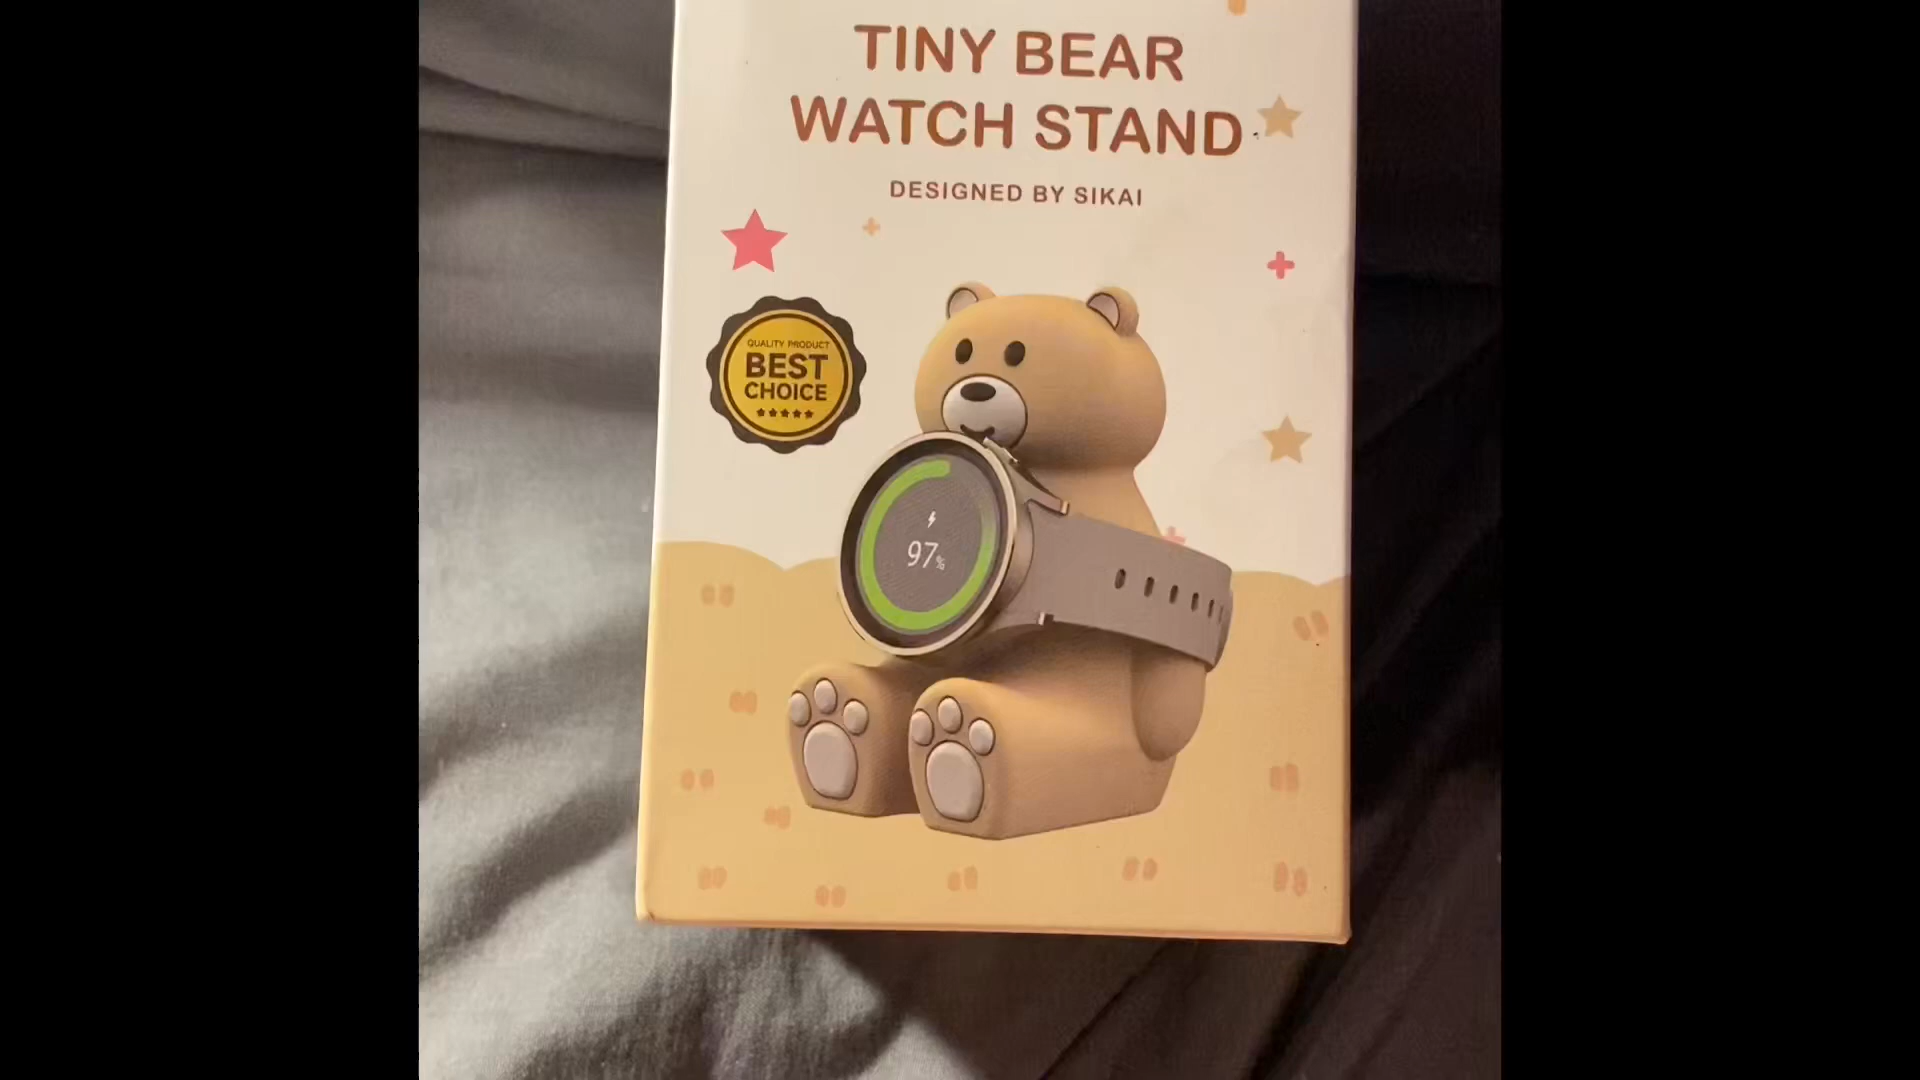 TINY BEAR
WATCH STAND
DESIGNED BY SIKAI
QUALITY PRODUCT
BEST
CHOICE
97%